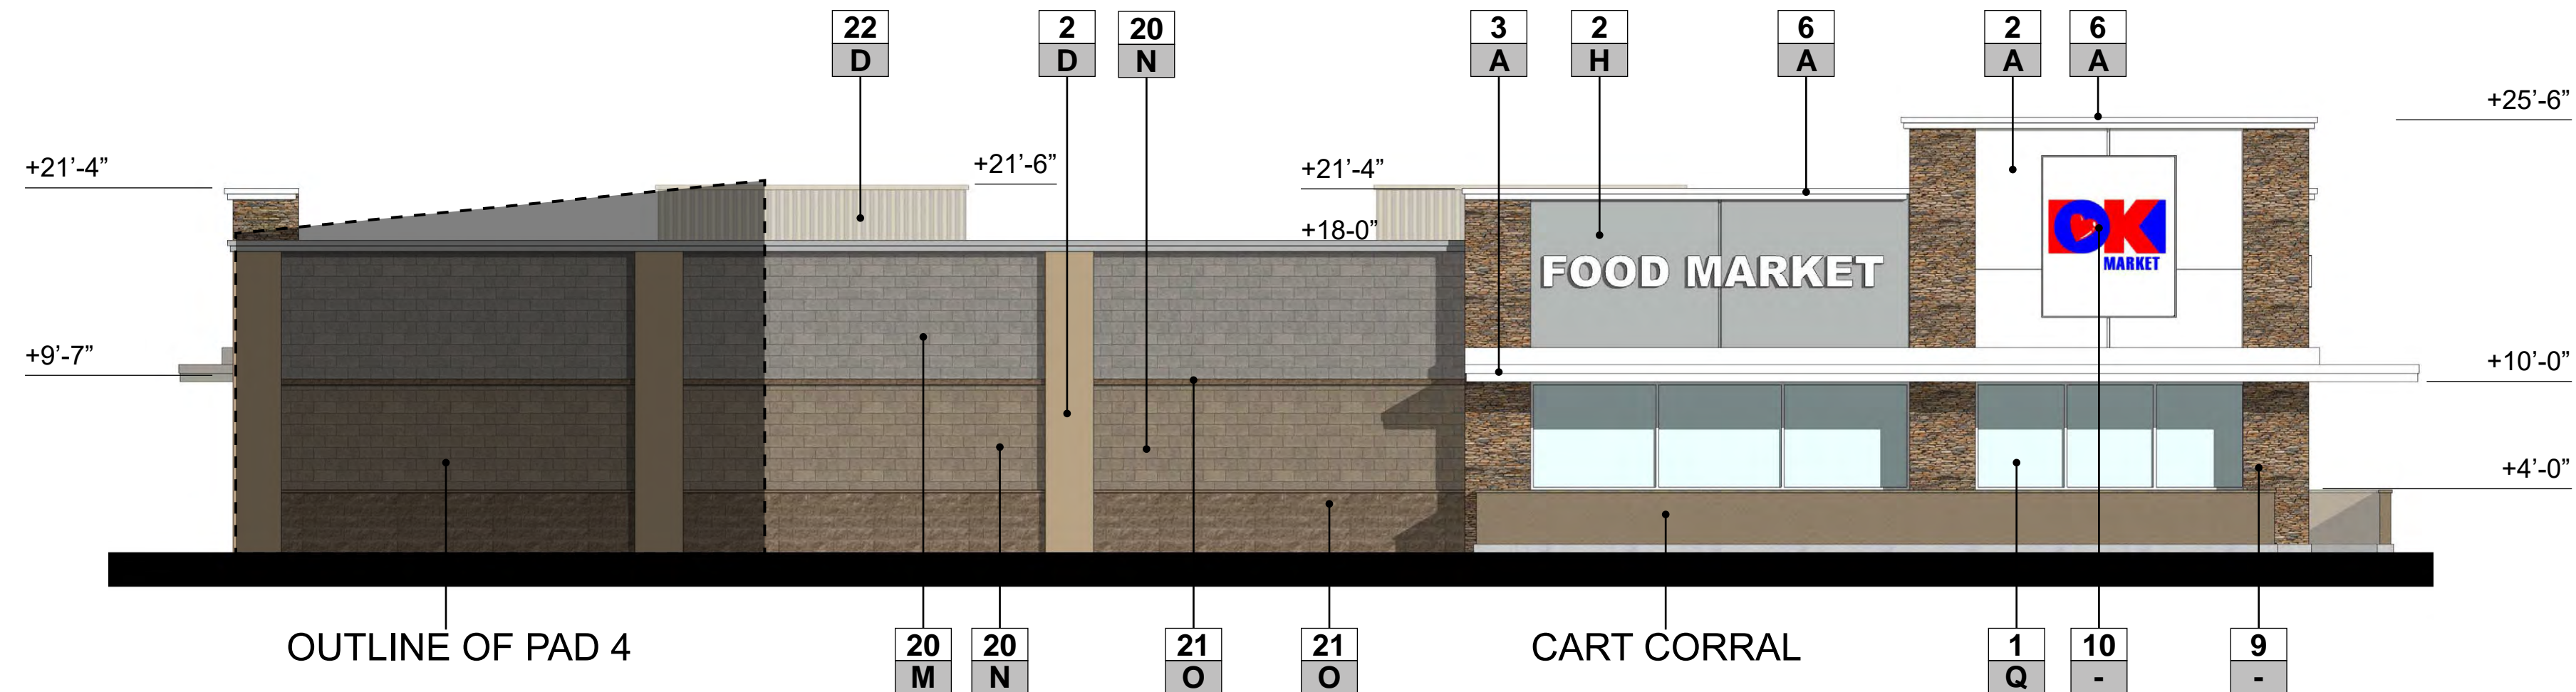 22
D
2
D
20
N
3
A
2
H
6
A
2
A
6
A
+25’-6”
+21’-4”
+21’-6”
+21’-4”
+18-0”
FOOD MARKET
OK
MARKET
+9’-7”
+10’-0”
+4’-0”
OUTLINE OF PAD 4
CART CORRAL
20
M
20
N
21
O
21
O
1
Q
10
-
9
-